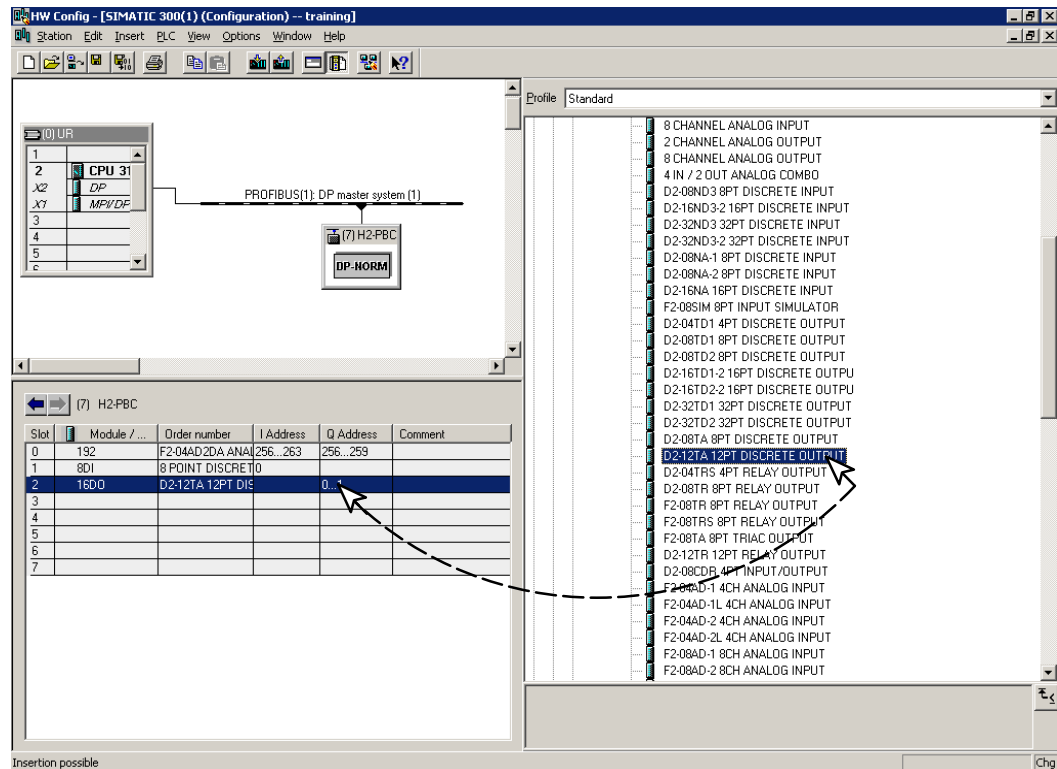 HW Config - [SIMATIC 300(1) (Configuration) -- training]
Station Edit Insert PLC View Options Window Help
(0) UR
1
2 CPU 31
X2 DP
X1 MPI/DP
3
4
5
PROFIBUS(1): DP master system (1)
(7) H2-PBC
DP-NORM
Profile Standard
8 CHANNEL ANALOG INPUT
2 CHANNEL ANALOG OUTPUT
8 CHANNEL ANALOG OUTPUT
4 IN / 2 OUT ANALOG COMBO
D2-08ND3 8PT DISCRETE INPUT
D2-16ND3-2 16PT DISCRETE INPUT
D2-32ND3 32PT DISCRETE INPUT
D2-32ND3-2 32PT DISCRETE INPUT
D2-08NA-1 8PT DISCRETE INPUT
D2-08NA-2 8PT DISCRETE INPUT
D2-16NA 16PT DISCRETE INPUT
F2-08SIM 8PT INPUT SIMULATOR
D2-04TD1 4PT DISCRETE OUTPUT
D2-08TD1 8PT DISCRETE OUTPUT
D2-08TD2 8PT DISCRETE OUTPUT
D2-16TD1-2 16PT DISCRETE OUTPU
D2-16TD2-2 16PT DISCRETE OUTPU
D2-32TD1 32PT DISCRETE OUTPUT
D2-32TD2 32PT DISCRETE OUTPUT
D2-08TA 8PT DISCRETE OUTPUT
D2-12TA 12PT DISCRETE OUTPUT
D2-04TRS 4PT RELAY OUTPUT
D2-08TR 8PT RELAY OUTPUT
F2-08TR 8PT RELAY OUTPUT
F2-08TRS 8PT RELAY OUTPUT
F2-08TA 8PT TRIAC OUTPUT
D2-12TR 12PT RELAY OUTPUT
D2-08CDR 4PT INPUT/OUTPUT
F2-04AD-1 4CH ANALOG INPUT
F2-04AD-1L 4CH ANALOG INPUT
F2-04AD-2 4CH ANALOG INPUT
F2-04AD-2L 4CH ANALOG INPUT
F2-08AD-1 8CH ANALOG INPUT
F2-08AD-2 8CH ANALOG INPUT
(7) H2-PBC
Slot Module / ... Order number I Address Q Address Comment
0 192 F2-04AD2DA ANAL 256...263 256...259
1 8DI 8 POINT DISCRET 0
2 16DO D2-12TA 12PT DIS 0...1
3
4
5
6
7
Insertion possible Chg